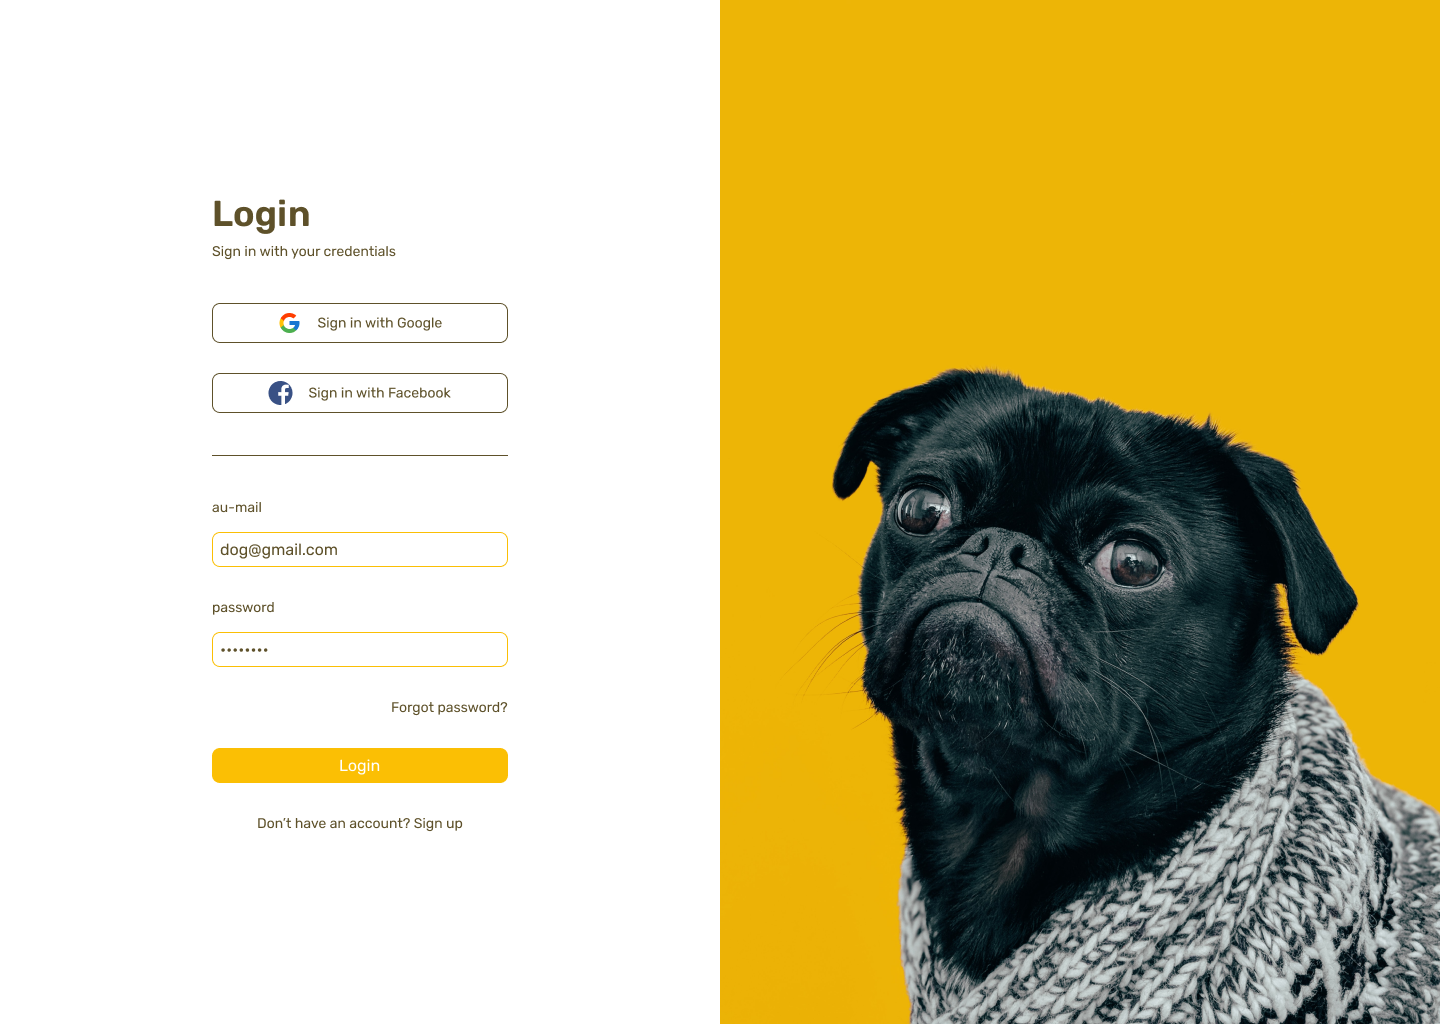 Login
Sign in with your credentials
Sign in with Google
Sign in with Facebook
au-mail
dog@gmail.com
password
••••••••
Forgot password?
Login
Don't have an account? Sign up